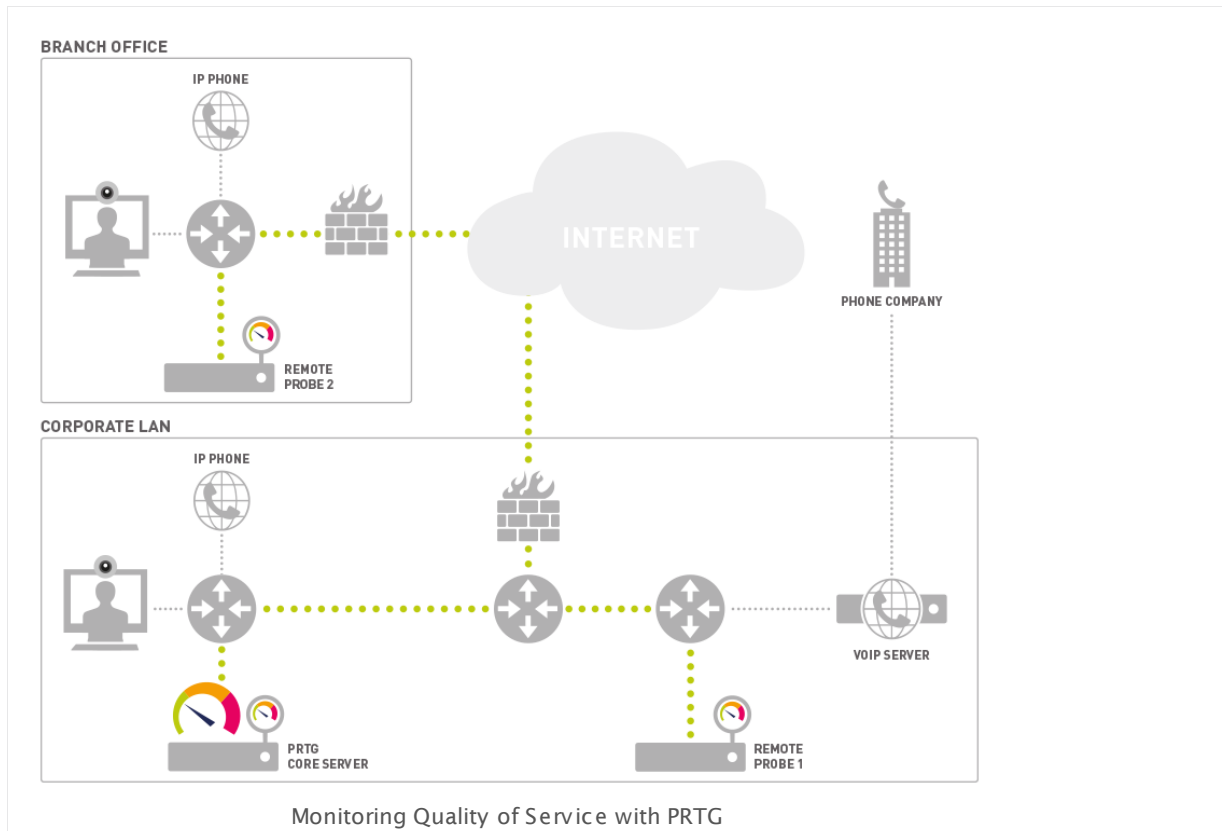 BRANCH OFFICE
IP PHONE
INTERNET
PHONE COMPANY
REMOTE
PROBE 2
CORPORATE LAN
IP PHONE
VOIP SERVER
PRTG
CORE SERVER
REMOTE
PROBE 1
Monitoring Quality of Service with PRTG